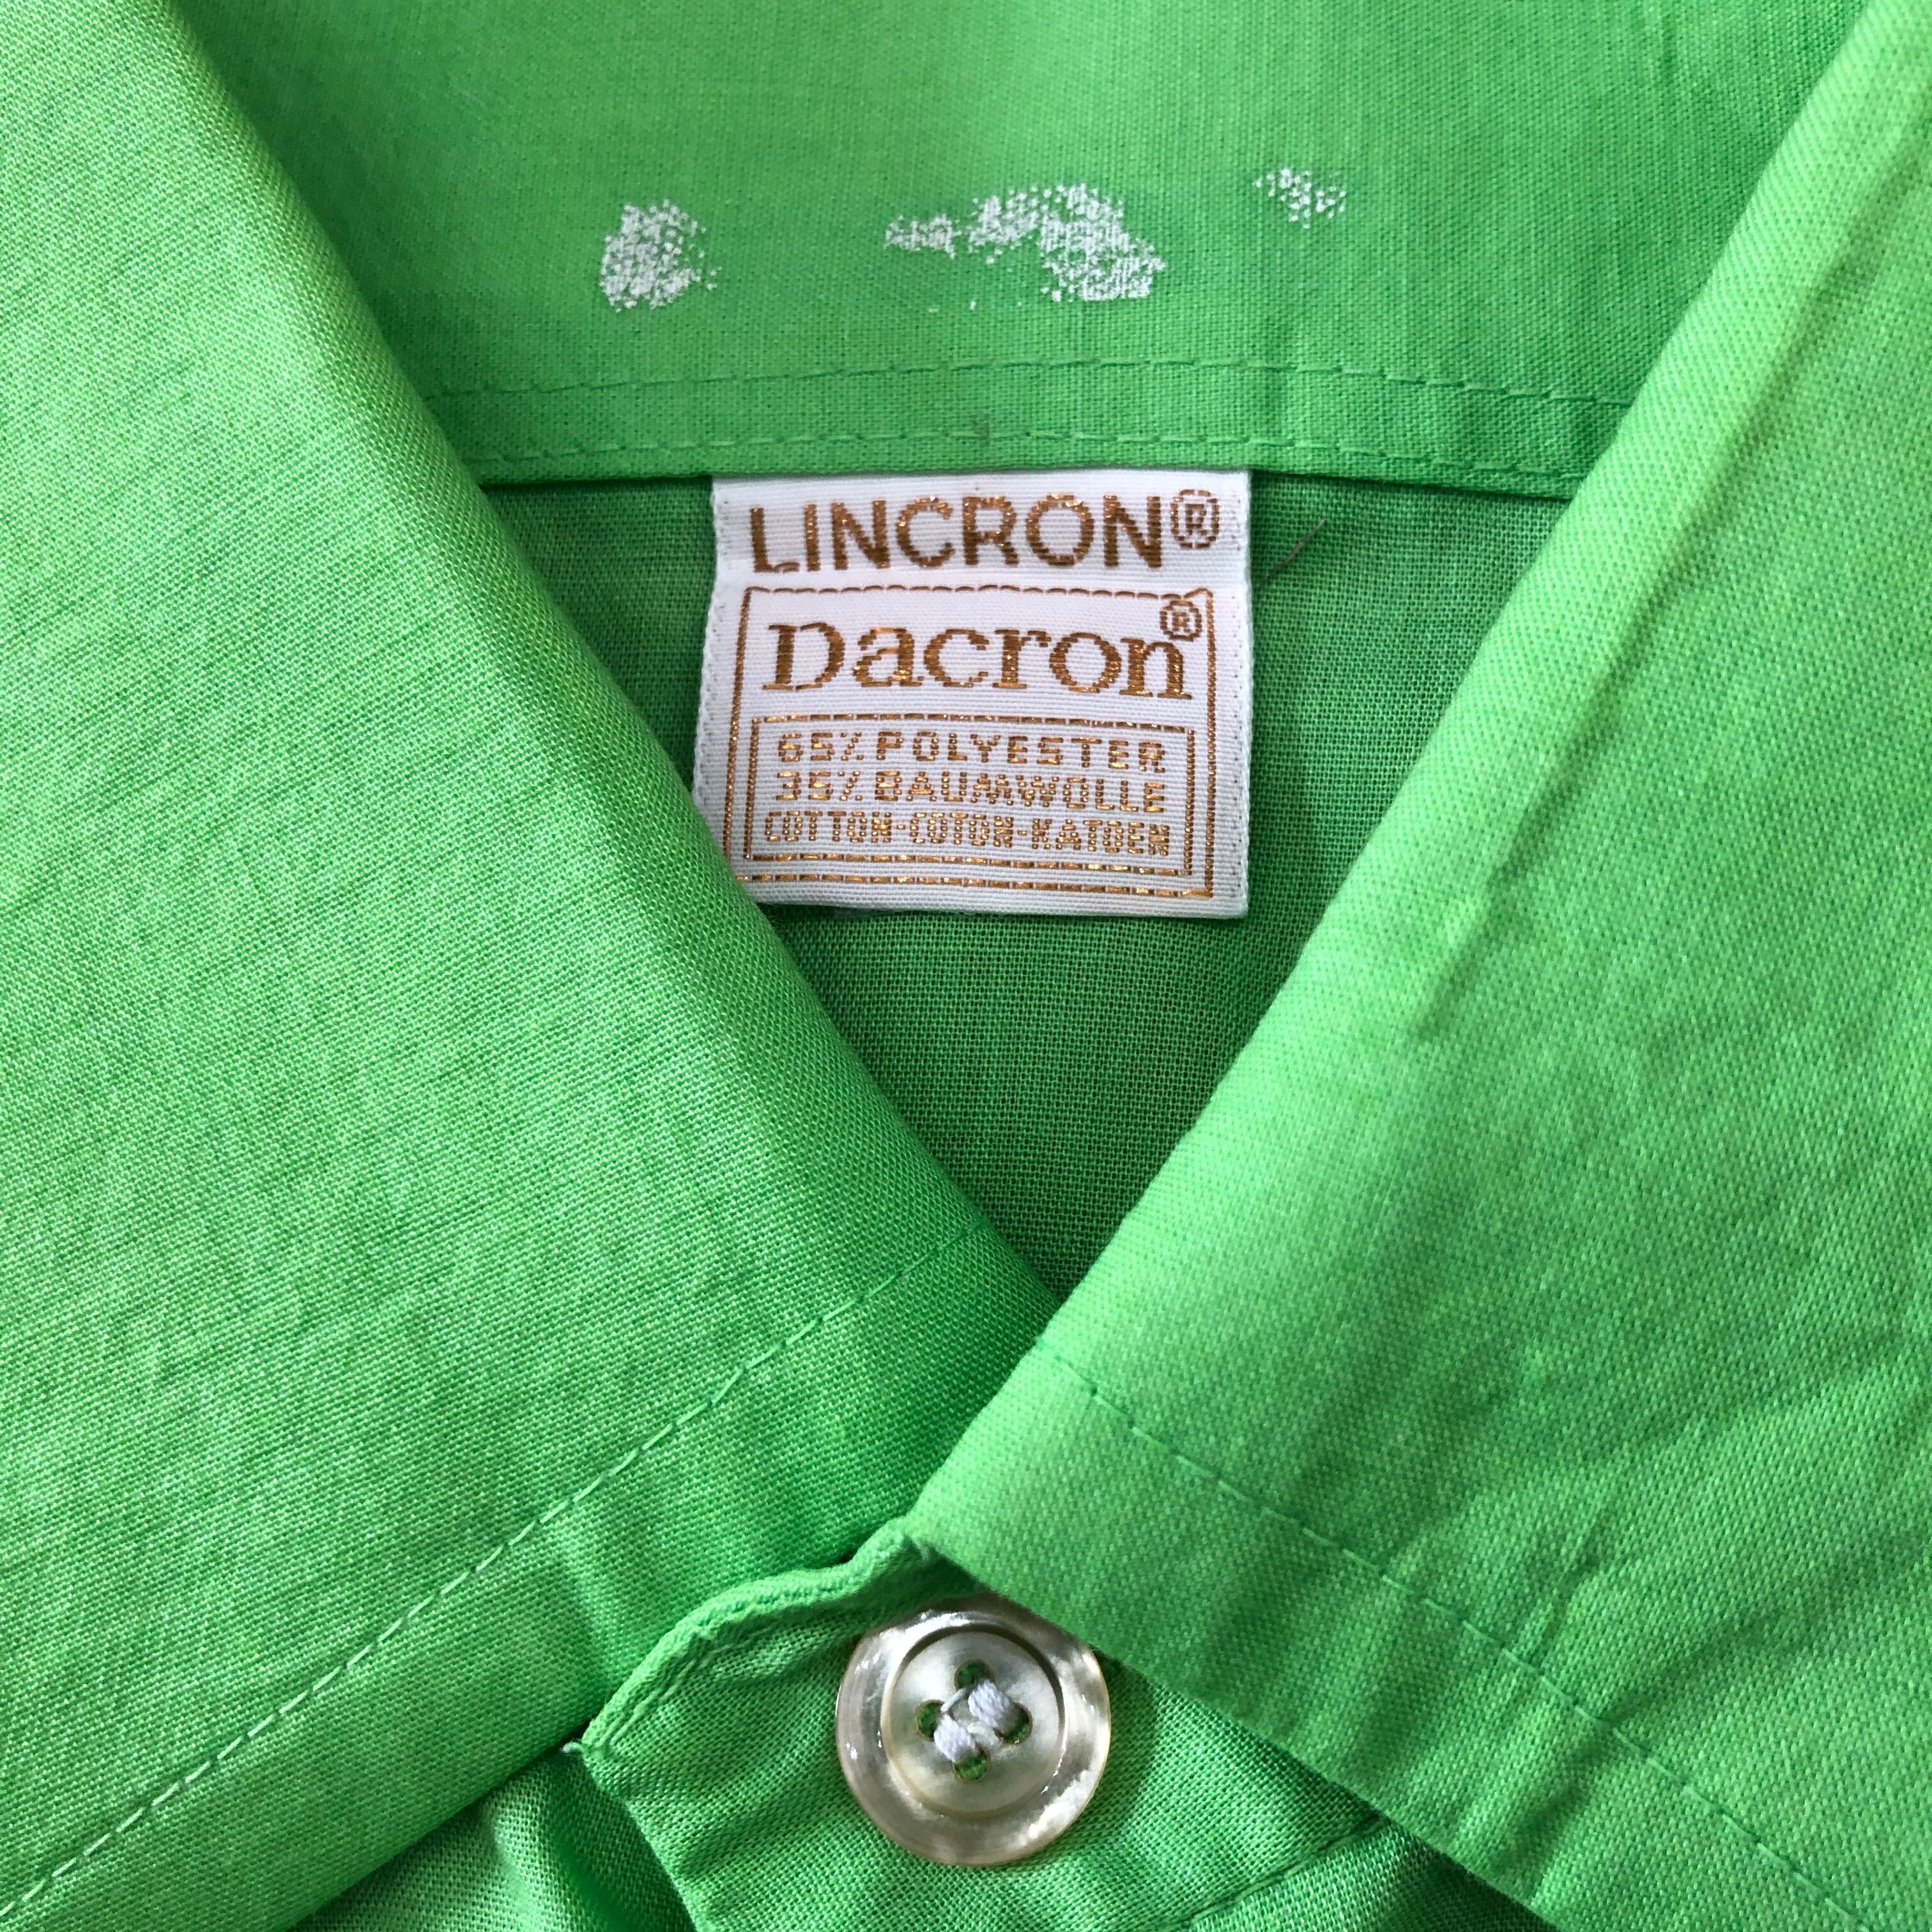 LINCRON®
Dacron®
65% POLYESTER
35% BAUMWOLLE
COTTON-COTON-KATOEN